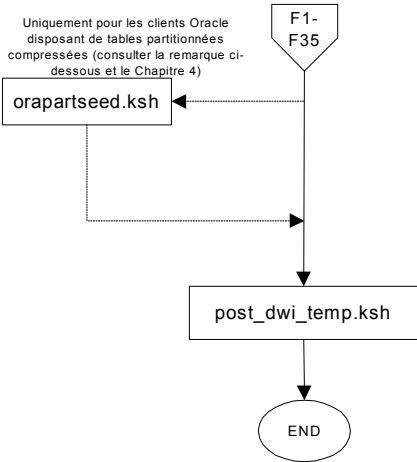 Uniquement pour les clients Oracle
disposant de tables partitionnées
compressées (consulter la remarque ci-
dessous et le Chapitre 4)
F1-
F35
orapartseed.ksh
post_dwi_temp.ksh
END